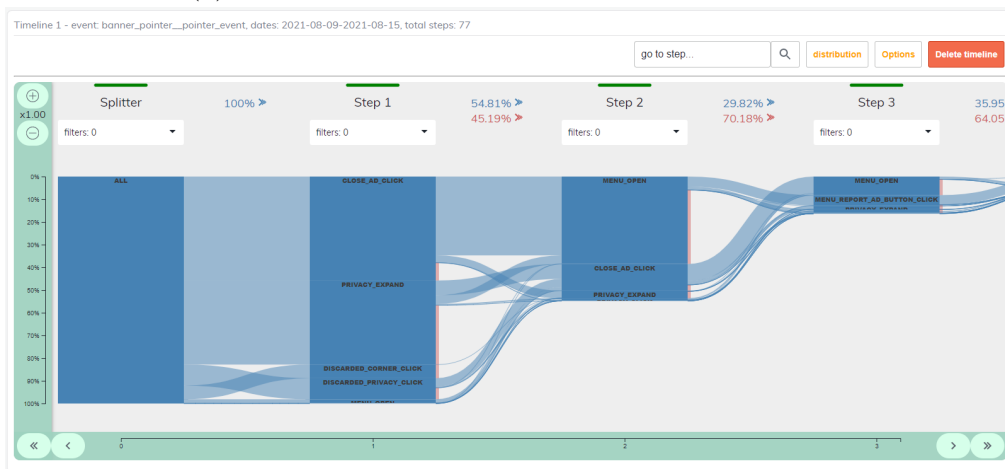 Timeline 1 - event: banner_pointer__pointer_event, dates: 2021-08-09-2021-08-15, total steps: 77
go to step...
distribution
Options
Delete timeline
x1.00
Splitter
100%
Step 1
54.81%
45.19%
Step 2
29.82%
70.18%
Step 3
35.95
64.05
filters: 0
filters: 0
filters: 0
filters: 0
0%
10%
20%
30%
40%
50%
60%
70%
80%
90%
100%
ALL
CLOSE_AD_CLICK
PRIVACY_EXPAND
DISCARDED_CORNER_CLICK
DISCARDED_PRIVACY_CLICK
MENU_OPEN
MENU_OPEN
CLOSE_AD_CLICK
PRIVACY_EXPAND
MENU_OPEN
MENU_REPORT_AD_BUTTON_CLICK
PRIVACY_EXPAND
0
1
2
3